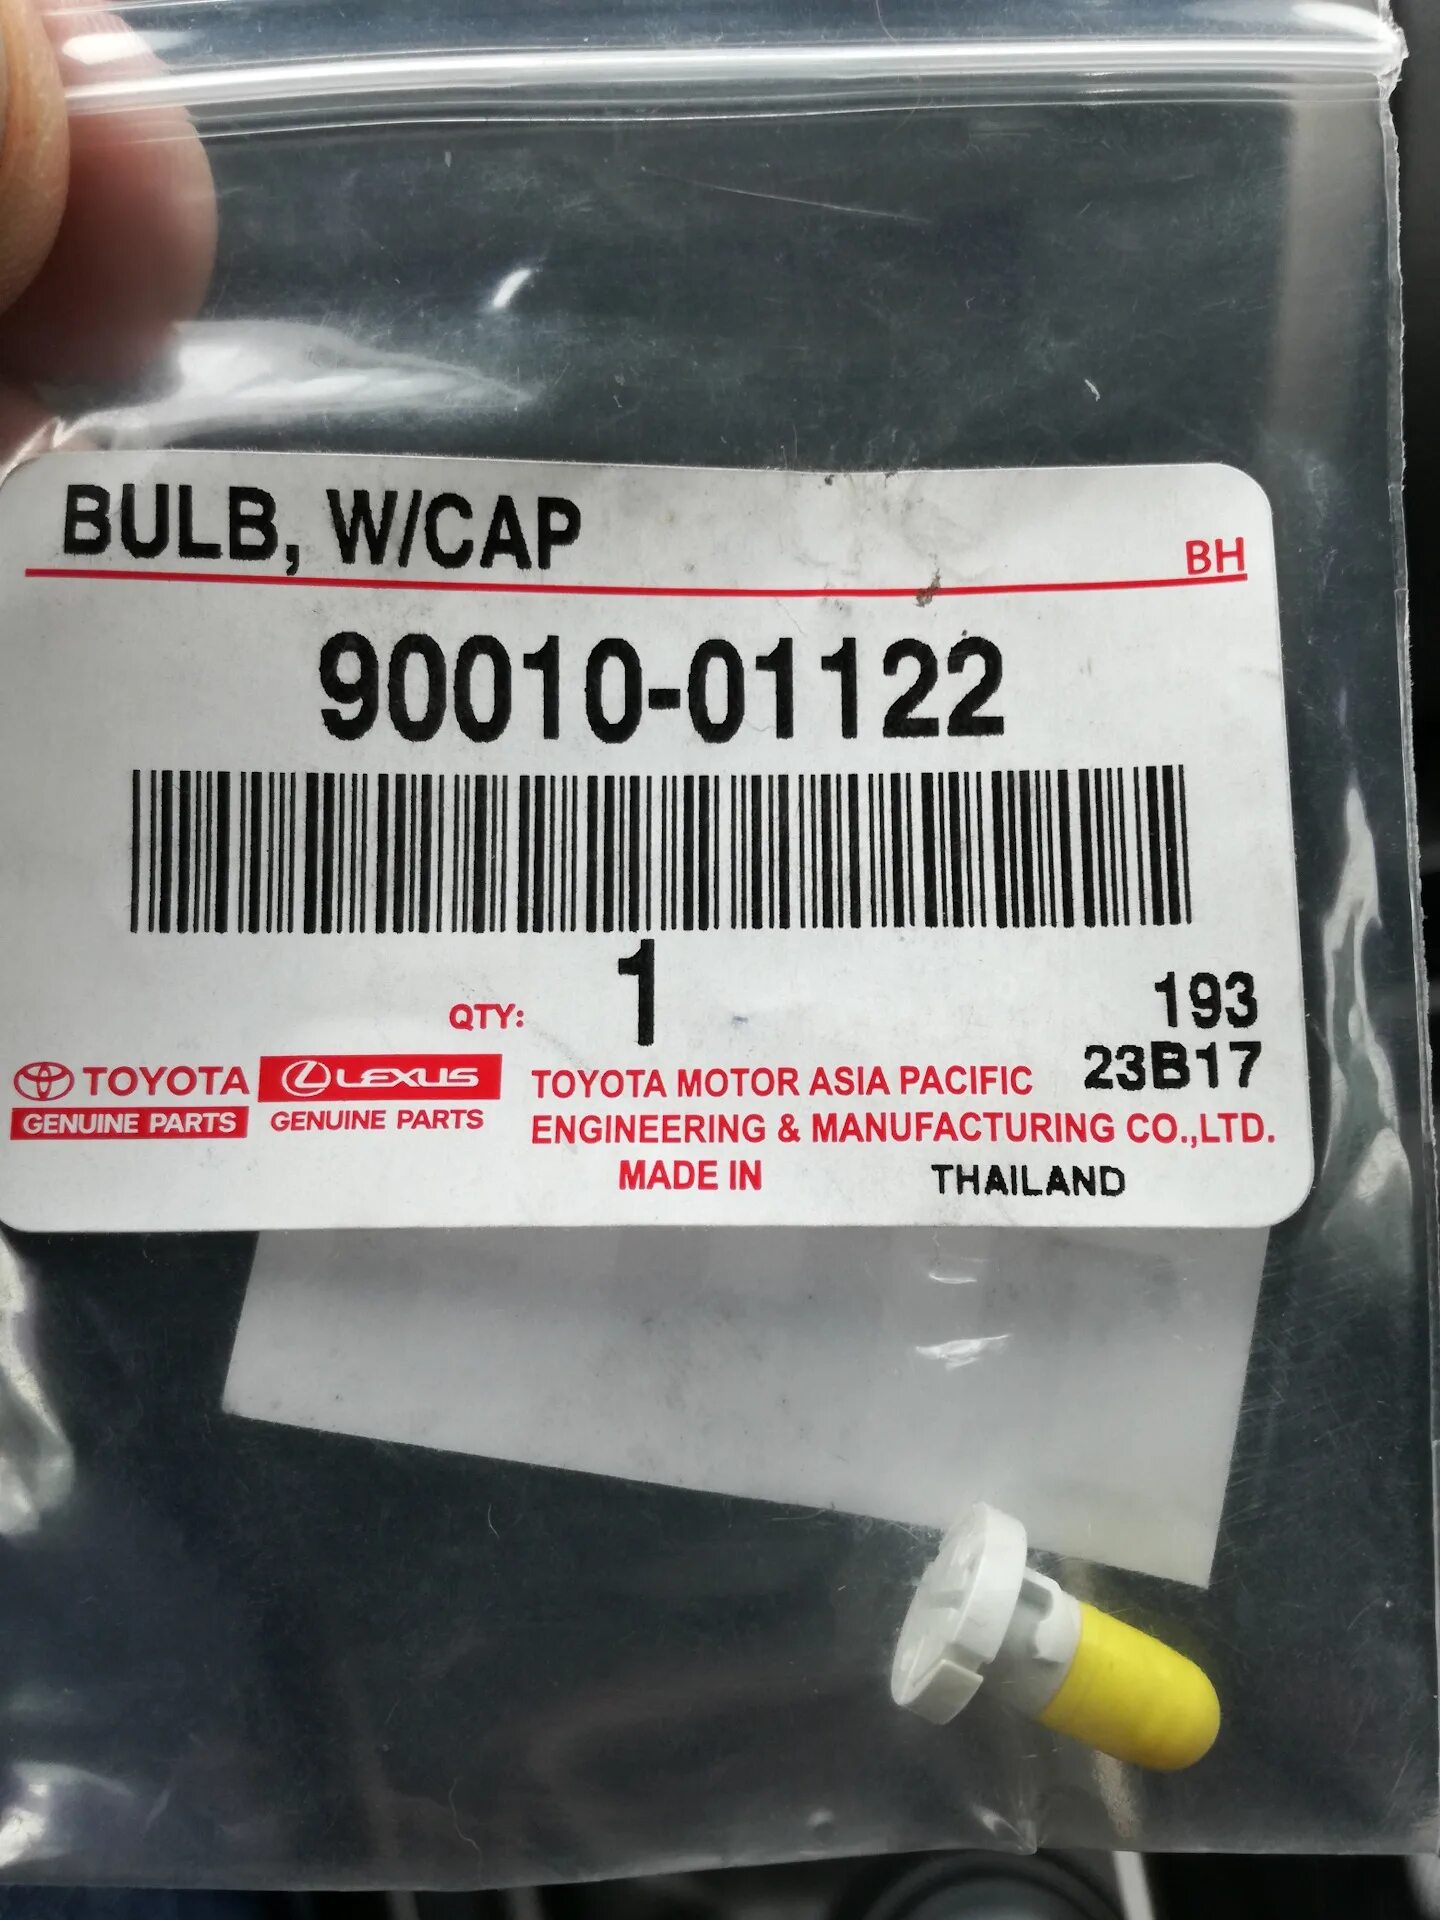 BULB, W/CAP
BH
90010-01122
QTY: 1
193
23B17
TOYOTA
GENUINE PARTS
LEXUS
GENUINE PARTS
TOYOTA MOTOR ASIA PACIFIC
ENGINEERING & MANUFACTURING CO.,LTD.
MADE IN THAILAND